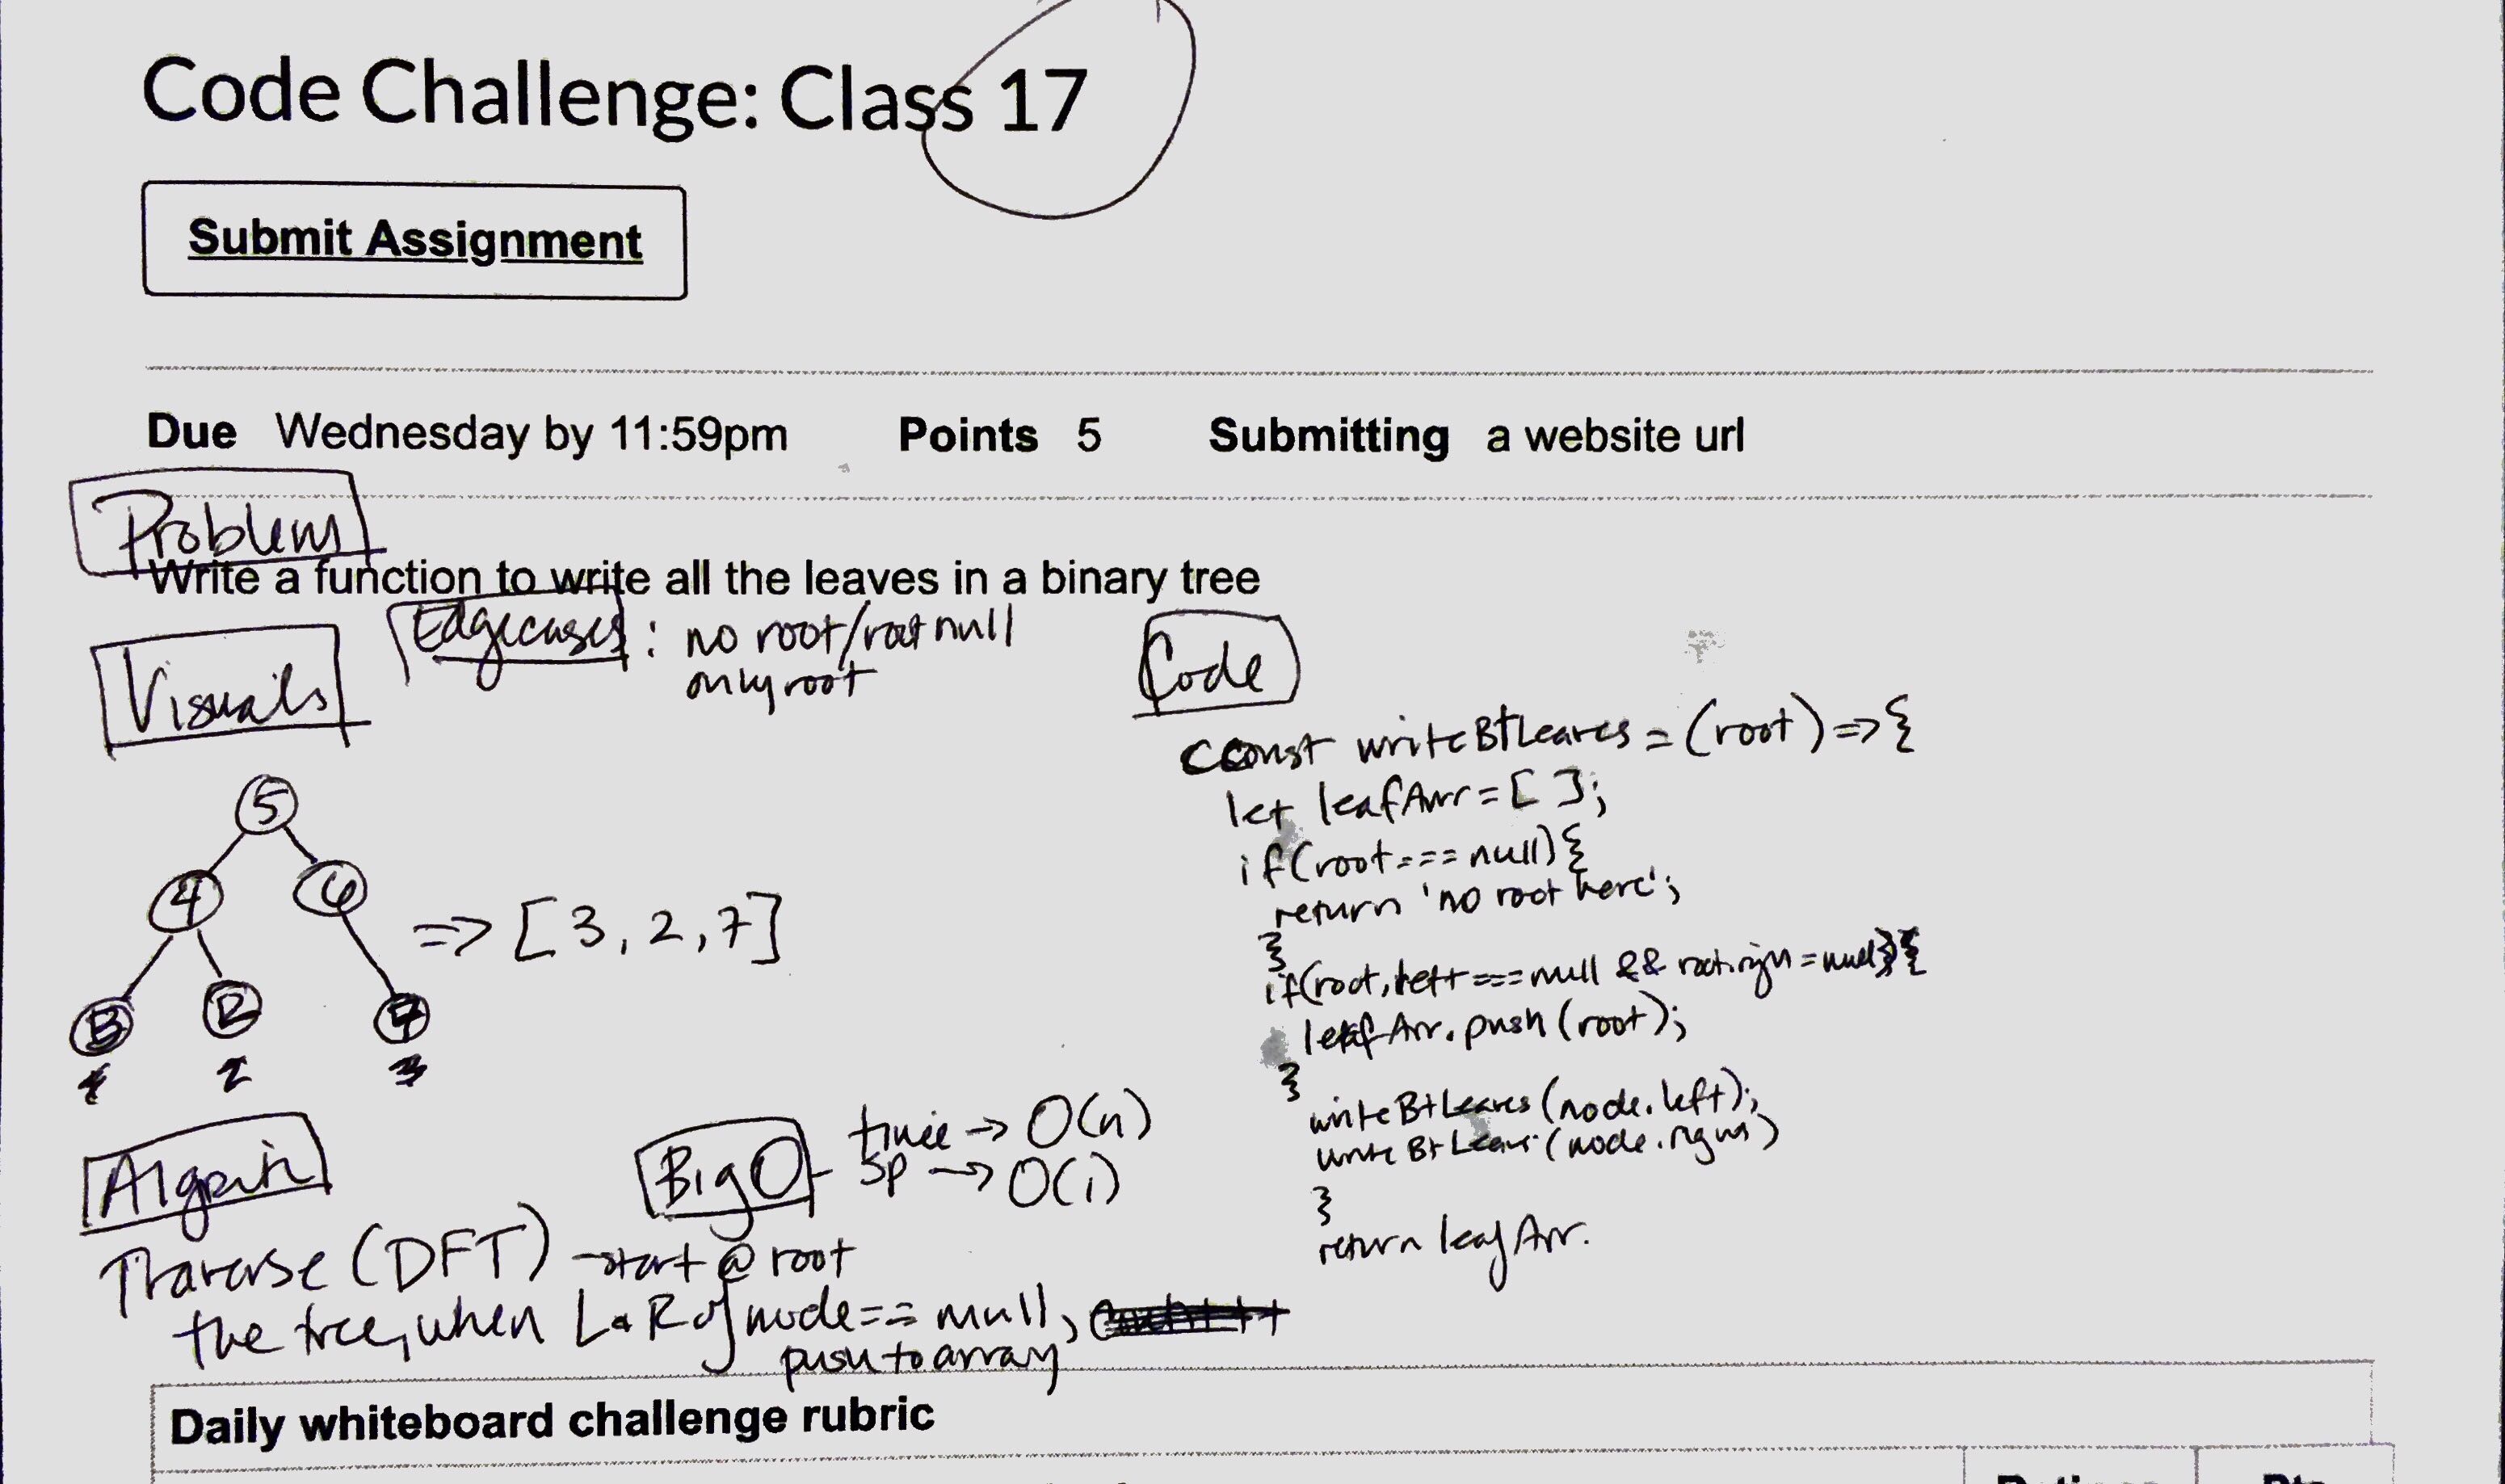 Code Challenge: Class 17
Submit Assignment
Due Wednesday by 11:59pm Points 5 Submitting a website url
Problem
Write a function to write all the leaves in a binary tree
Edgecases: no root/root null
only root
Visuals
5
4 6
3 2 7
1 2 3
=> [3, 2, 7]
Code
const writeBtLeaves = (root) => {
let leafArr = [ ];
if(root === null){
return 'no root here';
}
if(root.left === null && root.righ = null){
leafArr.push(root);
}
writeBtLeaves(node.left);
writeBtLeaves(node.right)
}
return leafArr.
Big O time -> O(n)
sp -> O(1)
Traverse (DFT) start @ root
the tree, when L & R of node == null,
push to array
Daily whiteboard challenge rubric